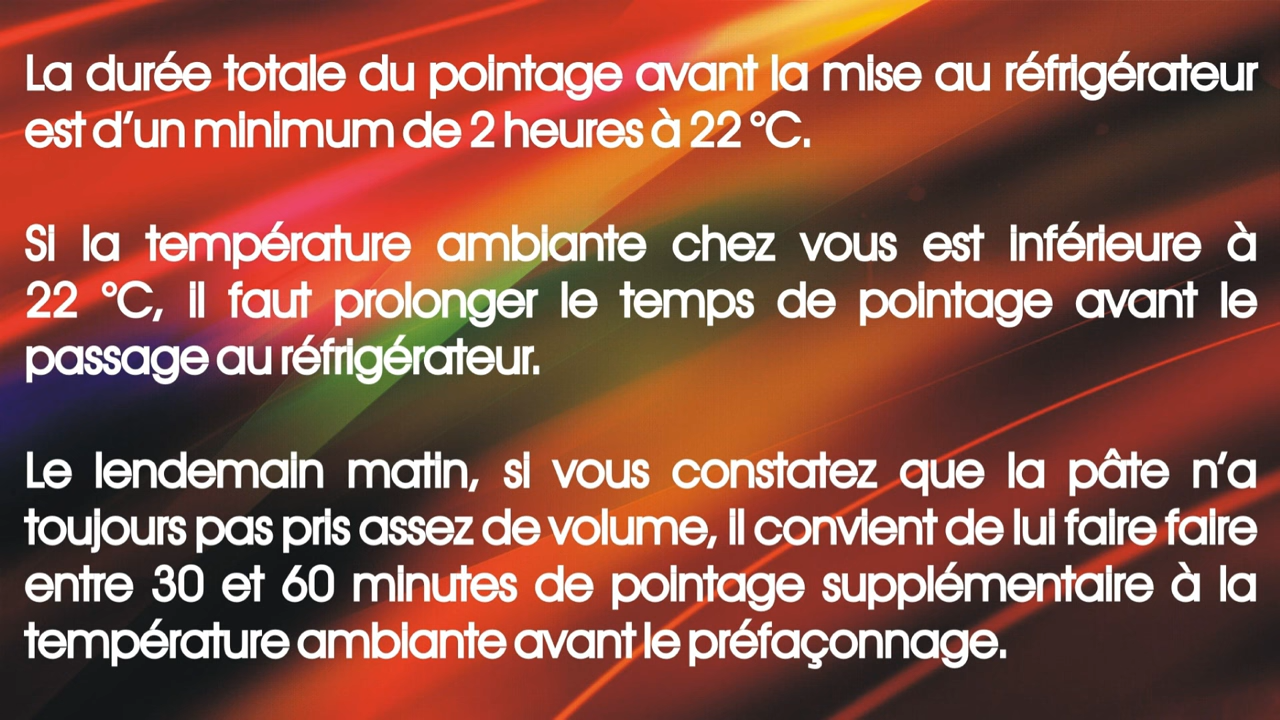 La durée totale du pointage avant la mise au réfrigérateur
est d'un minimum de 2 heures à 22 °C.
Si la température ambiante chez vous est inférieure à
22 °C, il faut prolonger le temps de pointage avant le
passage au réfrigérateur.
Le lendemain matin, si vous constatez que la pâte n'a
toujours pas pris assez de volume, il convient de lui faire faire
entre 30 et 60 minutes de pointage supplémentaire à la
température ambiante avant le préfaçonnage.